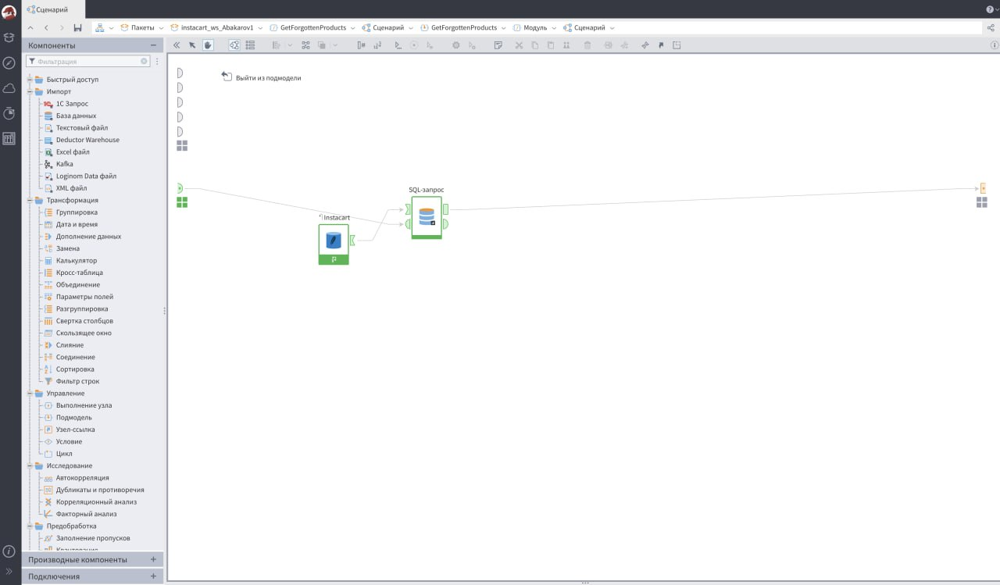 Сценарий
Пакеты
instacart_ws_Abakarov1
GetForgottenProducts
Сценарий
GetForgottenProducts
Модуль
Сценарий
Компоненты
Фильтрация
Быстрый доступ
Импорт
1С Запрос
База данных
Текстовый файл
Deductor Warehouse
Excel файл
Kafka
Loginom Data файл
XML файл
Трансформация
Группировка
Дата и время
Дополнение данных
Замена
Калькулятор
Кросс-таблица
Объединение
Параметры полей
Разгруппировка
Свертка столбцов
Скользящее окно
Слияние
Соединение
Сортировка
Фильтр строк
Управление
Выполнение узла
Подмодель
Узел-ссылка
Условие
Цикл
Исследование
Автокорреляция
Дубликаты и противоречия
Корреляционный анализ
Факторный анализ
Предобработка
Заполнение пропусков
Производные компоненты
Подключения
Выйти из подмодели
SQL-запрос
Instacart